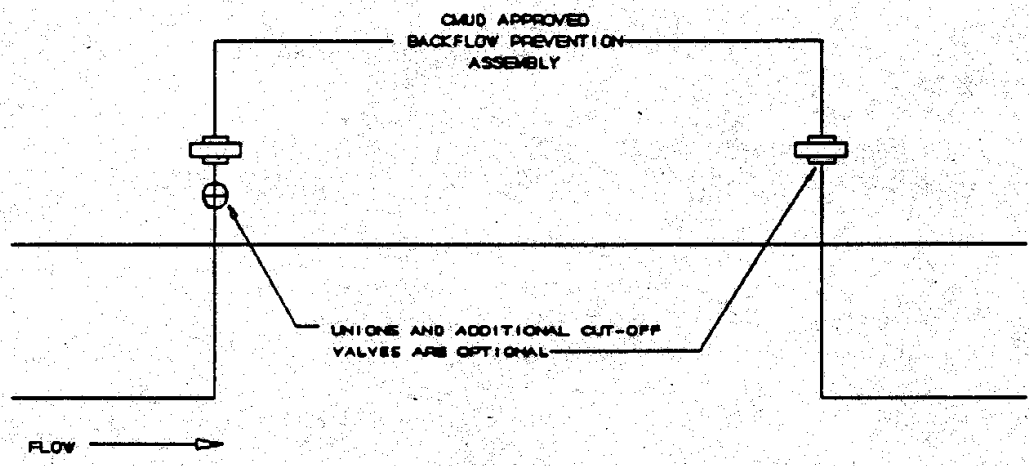 CMUD APPROVED
BACKFLOW PREVENTION
ASSEMBLY
UNIONS AND ADDITIONAL CUT-OFF
VALVES ARE OPTIONAL
FLOW